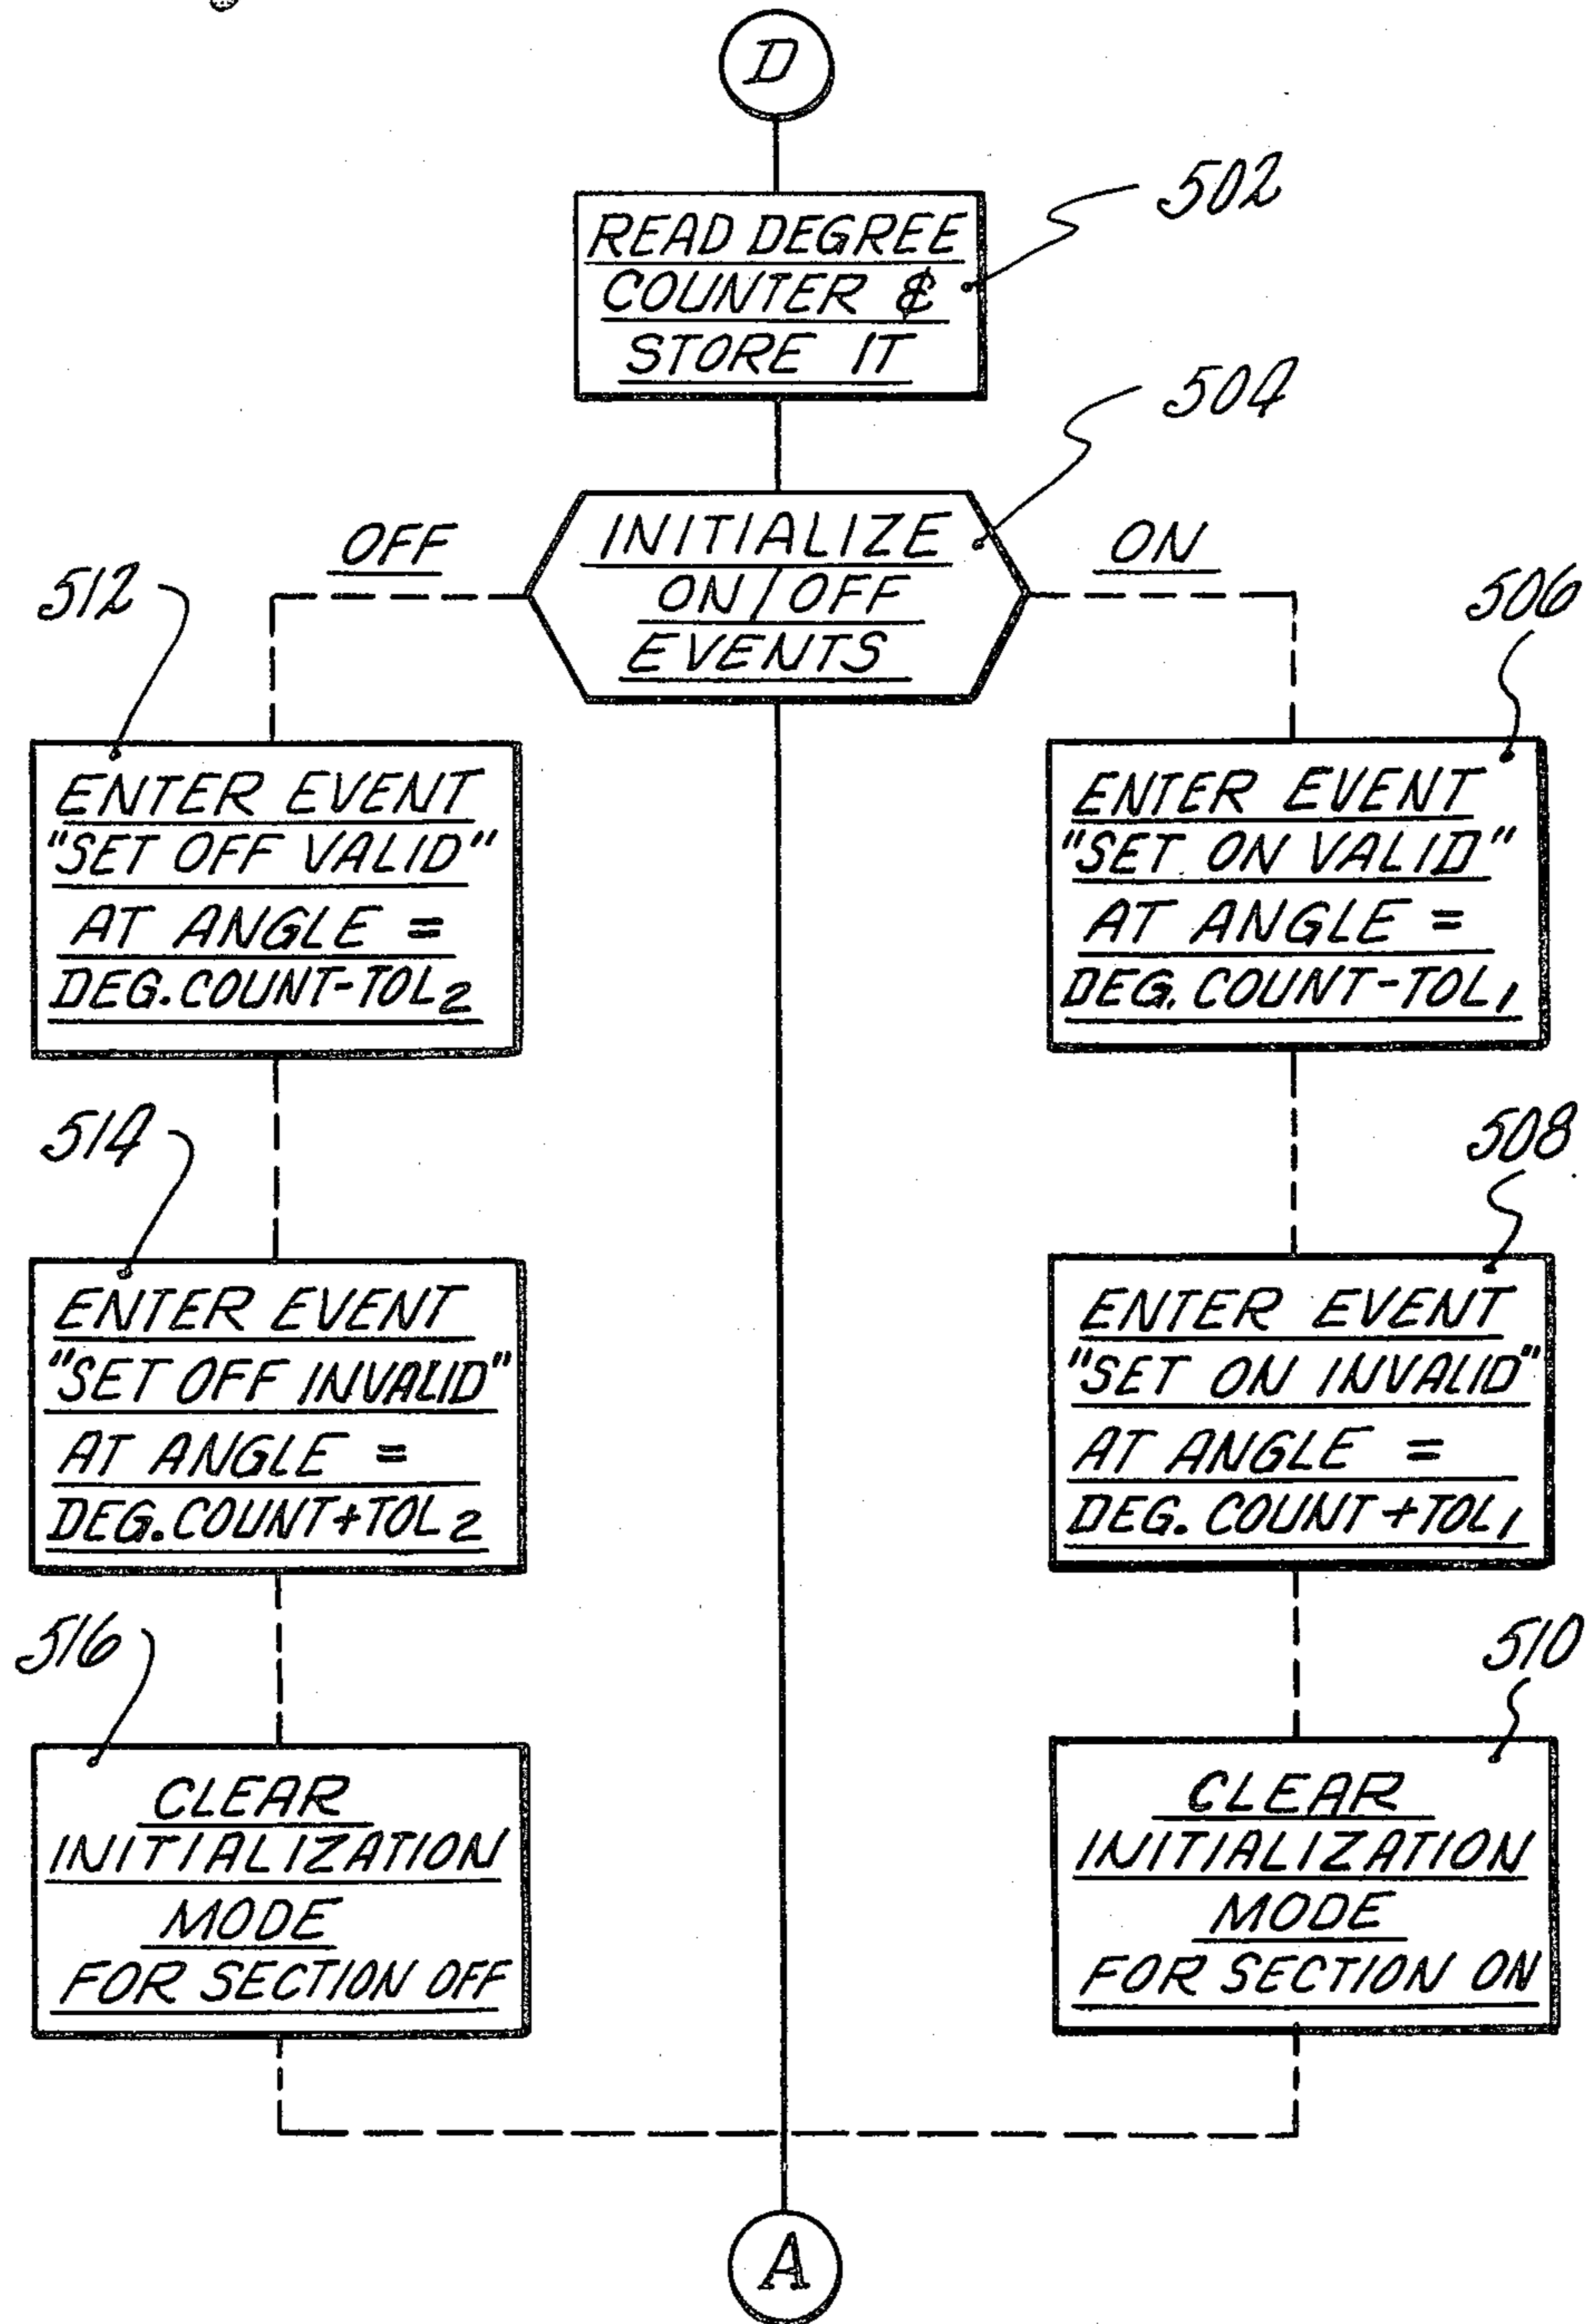 D
502
READ DEGREE
COUNTER &
STORE IT
504
INITIALIZE
ON/OFF
EVENTS
OFF
ON
512
ENTER EVENT
"SET OFF VALID"
AT ANGLE =
DEG. COUNT-TOL2
506
ENTER EVENT
"SET ON VALID"
AT ANGLE =
DEG. COUNT-TOL1
514
ENTER EVENT
"SET OFF INVALID"
AT ANGLE =
DEG. COUNT+TOL2
508
ENTER EVENT
"SET ON INVALID"
AT ANGLE =
DEG. COUNT+TOL1
516
CLEAR
INITIALIZATION
MODE
FOR SECTION OFF
510
CLEAR
INITIALIZATION
MODE
FOR SECTION ON
A